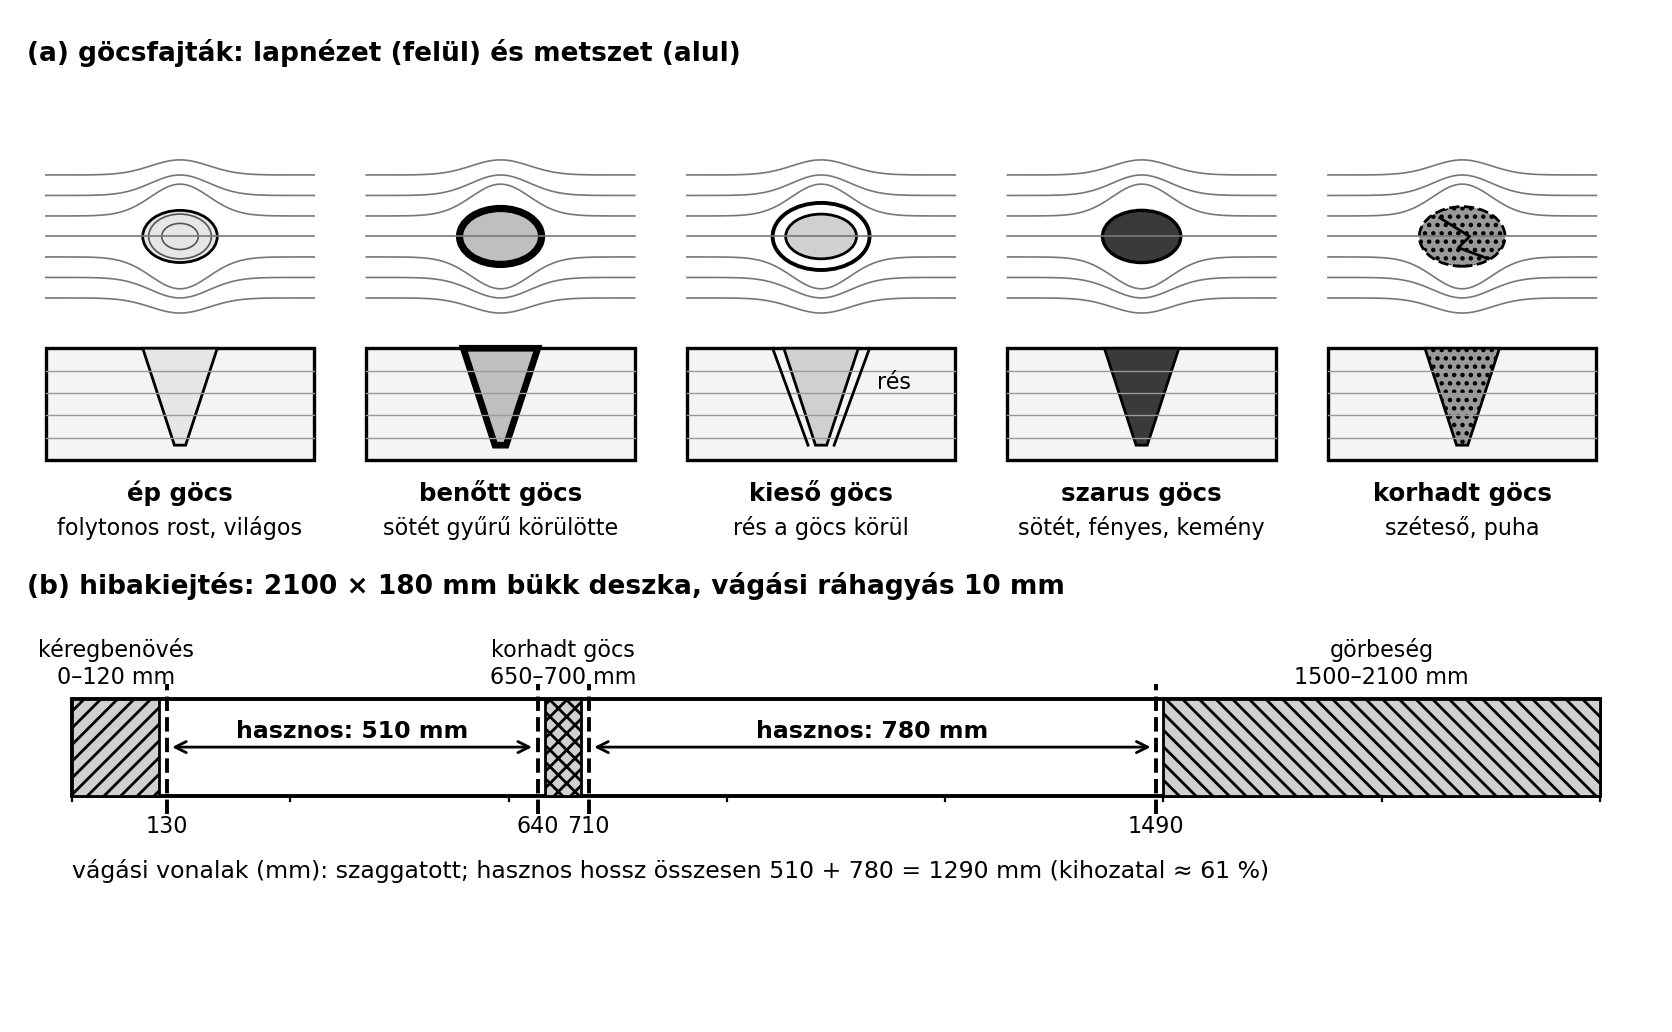 (a) göcsfajták: lapnézet (felül) és metszet (alul)
rés
ép göcs
folytonos rost, világos
benőtt göcs
sötét gyűrű körülötte
kieső göcs
rés a göcs körül
szarus göcs
sötét, fényes, kemény
korhadt göcs
széteső, puha
(b) hibakiejtés: 2100 × 180 mm bükk deszka, vágási ráhagyás 10 mm
kéregbenövés
0–120 mm
korhadt göcs
650–700 mm
görbeség
1500–2100 mm
hasznos: 510 mm
hasznos: 780 mm
130
640
710
1490
vágási vonalak (mm): szaggatott; hasznos hossz összesen 510 + 780 = 1290 mm (kihozatal ≈ 61 %)